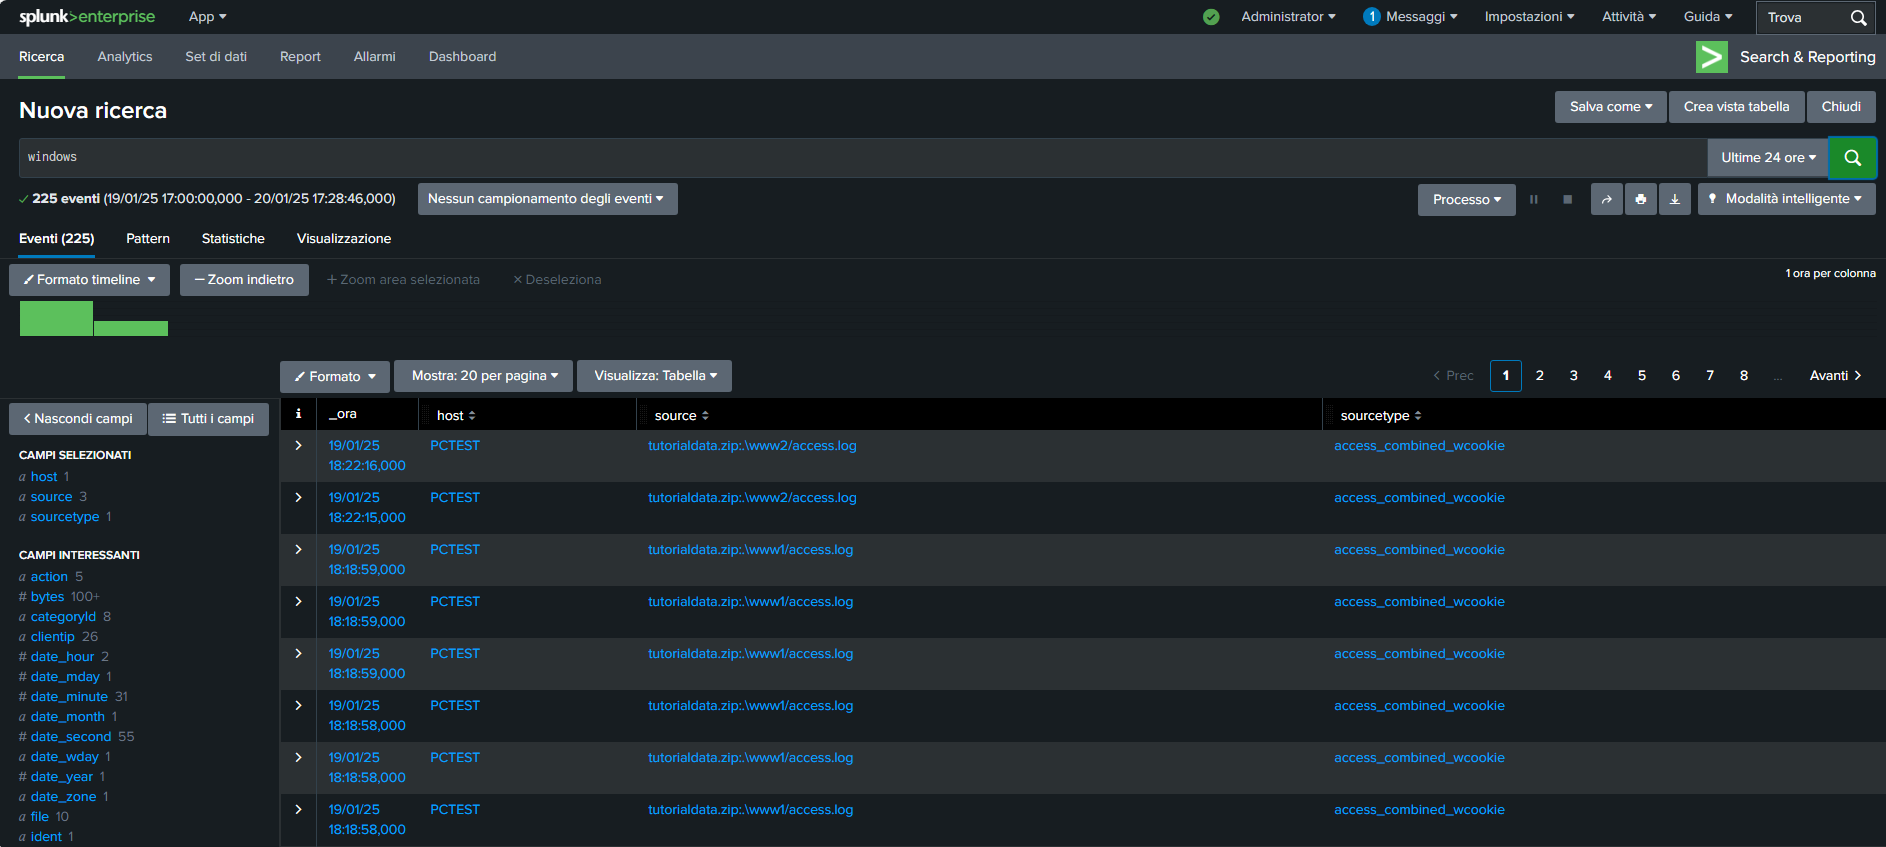 splunk>enterprise App Administrator 1 Messaggi Impostazioni Attività Guida Trova
Ricerca Analytics Set di dati Report Allarmi Dashboard Search & Reporting
Nuova ricerca Salva come Crea vista tabella Chiudi
windows Ultime 24 ore
225 eventi (19/01/25 17:00:00,000 - 20/01/25 17:28:46,000) Nessun campionamento degli eventi Processo Modalità intelligente
Eventi (225) Pattern Statistiche Visualizzazione
Formato timeline — Zoom indietro + Zoom area selezionata × Deseleziona 1 ora per colonna
Formato Mostra: 20 per pagina Visualizza: Tabella < Prec 1 2 3 4 5 6 7 8 ... Avanti >
< Nascondi campi Tutti i campi
CAMPI SELEZIONATI
a host 1
a source 3
a sourcetype 1
CAMPI INTERESSANTI
a action 5
# bytes 100+
a categoryId 8
a clientip 26
# date_hour 2
# date_mday 1
# date_minute 31
a date_month 1
# date_second 55
a date_wday 1
# date_year 1
a date_zone 1
a file 10
a ident 1
i _ora host source sourcetype
> 19/01/25 PCTEST tutorialdata.zip:.\www2/access.log access_combined_wcookie
18:22:16,000
> 19/01/25 PCTEST tutorialdata.zip:.\www2/access.log access_combined_wcookie
18:22:15,000
> 19/01/25 PCTEST tutorialdata.zip:.\www1/access.log access_combined_wcookie
18:18:59,000
> 19/01/25 PCTEST tutorialdata.zip:.\www1/access.log access_combined_wcookie
18:18:59,000
> 19/01/25 PCTEST tutorialdata.zip:.\www1/access.log access_combined_wcookie
18:18:59,000
> 19/01/25 PCTEST tutorialdata.zip:.\www1/access.log access_combined_wcookie
18:18:58,000
> 19/01/25 PCTEST tutorialdata.zip:.\www1/access.log access_combined_wcookie
18:18:58,000
> 19/01/25 PCTEST tutorialdata.zip:.\www1/access.log access_combined_wcookie
18:18:58,000